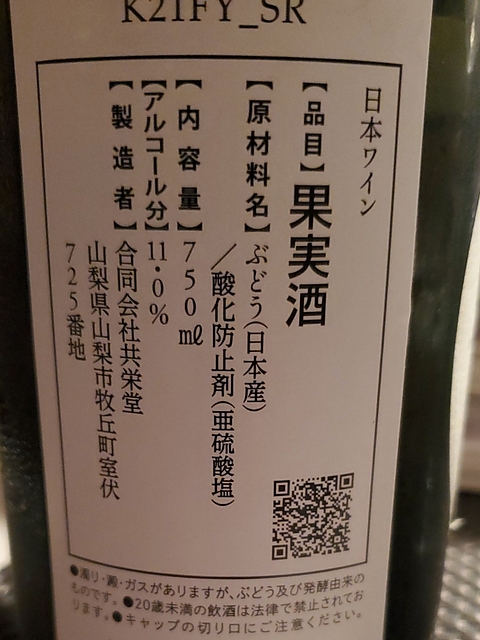 K21FY_SR
日本ワイン
【品目】果実酒
【原材料名】ぶどう(日本産)
／酸化防止剤(亜硫酸塩)
【内容量】750㎖
【アルコール分】11・0%
【製造者】合同会社共栄堂
山梨県山梨市牧丘町室伏
725番地
●濁り・澱・ガスがありますが、ぶどう及び発酵由来の
ものです。●20歳未満の飲酒は法律で禁止されてお
ります。●キャップの切り口にご注意ください。